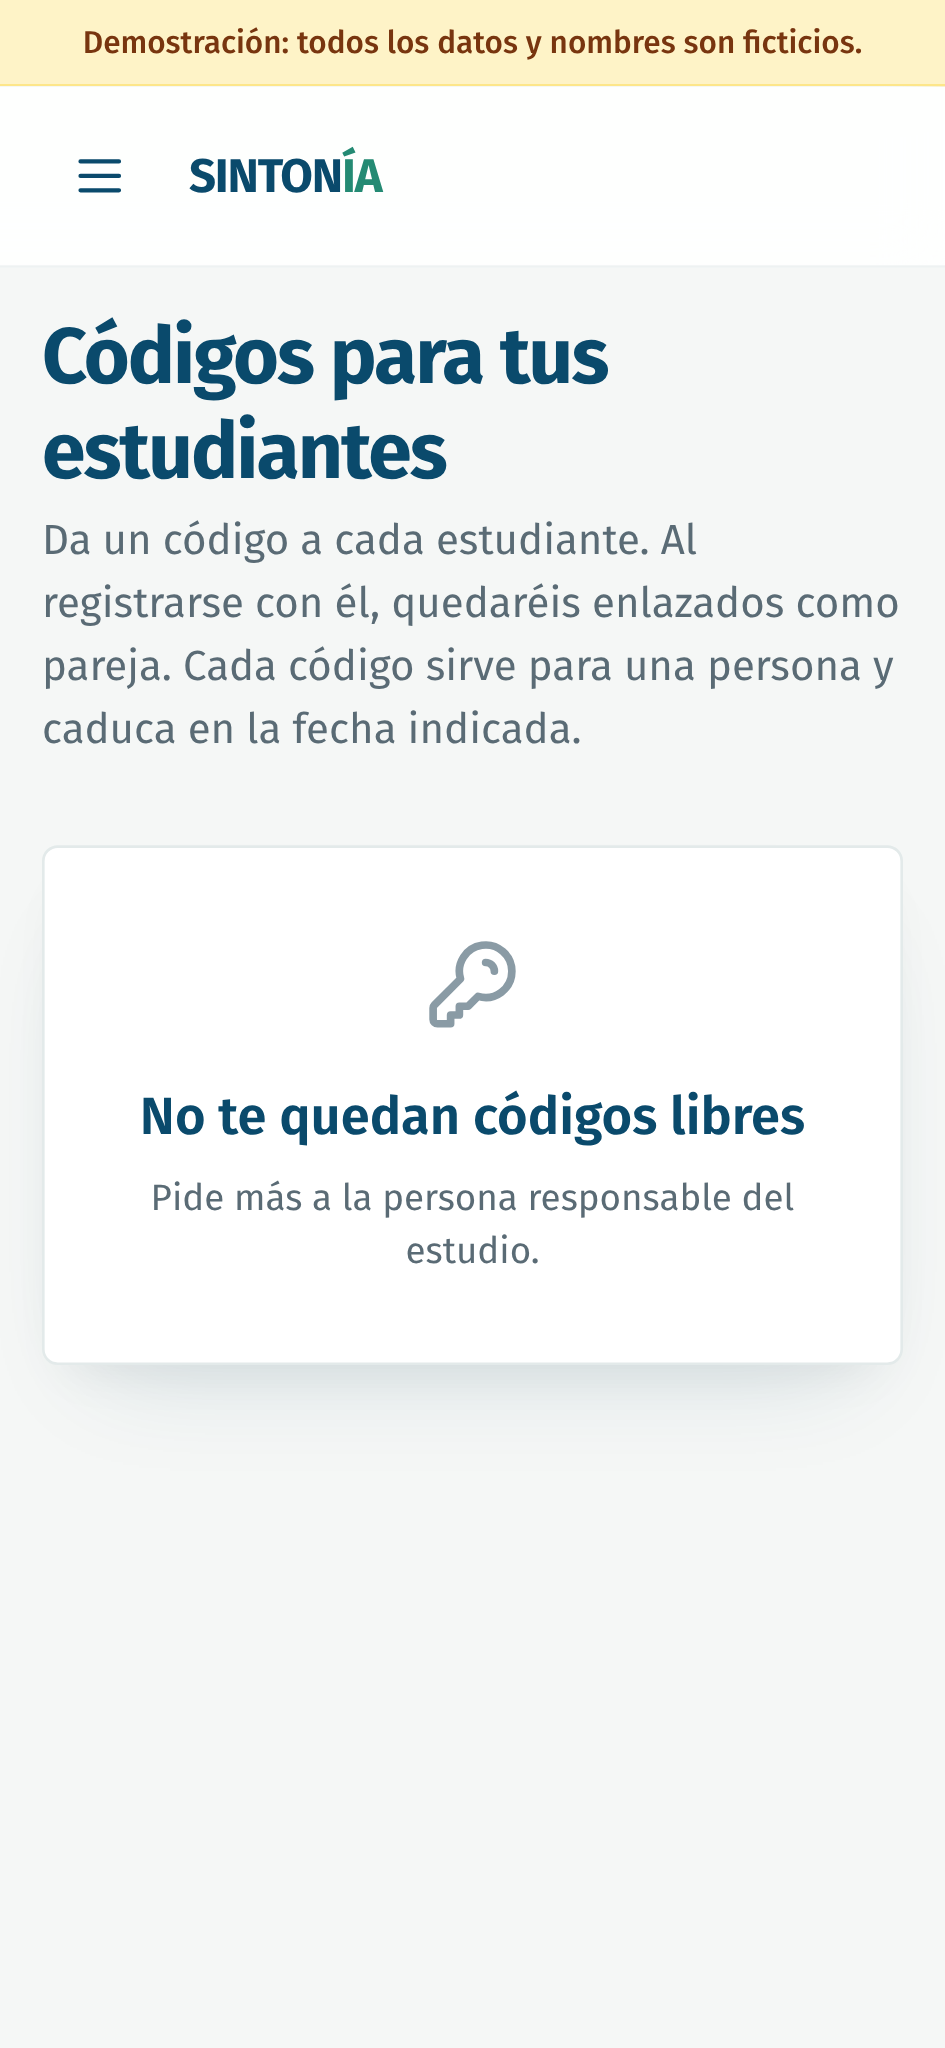 Demostración: todos los datos y nombres son ficticios.
SINTONÍA
Códigos para tus
estudiantes
Da un código a cada estudiante. Al
registrarse con él, quedaréis enlazados como
pareja. Cada código sirve para una persona y
caduca en la fecha indicada.
No te quedan códigos libres
Pide más a la persona responsable del
estudio.